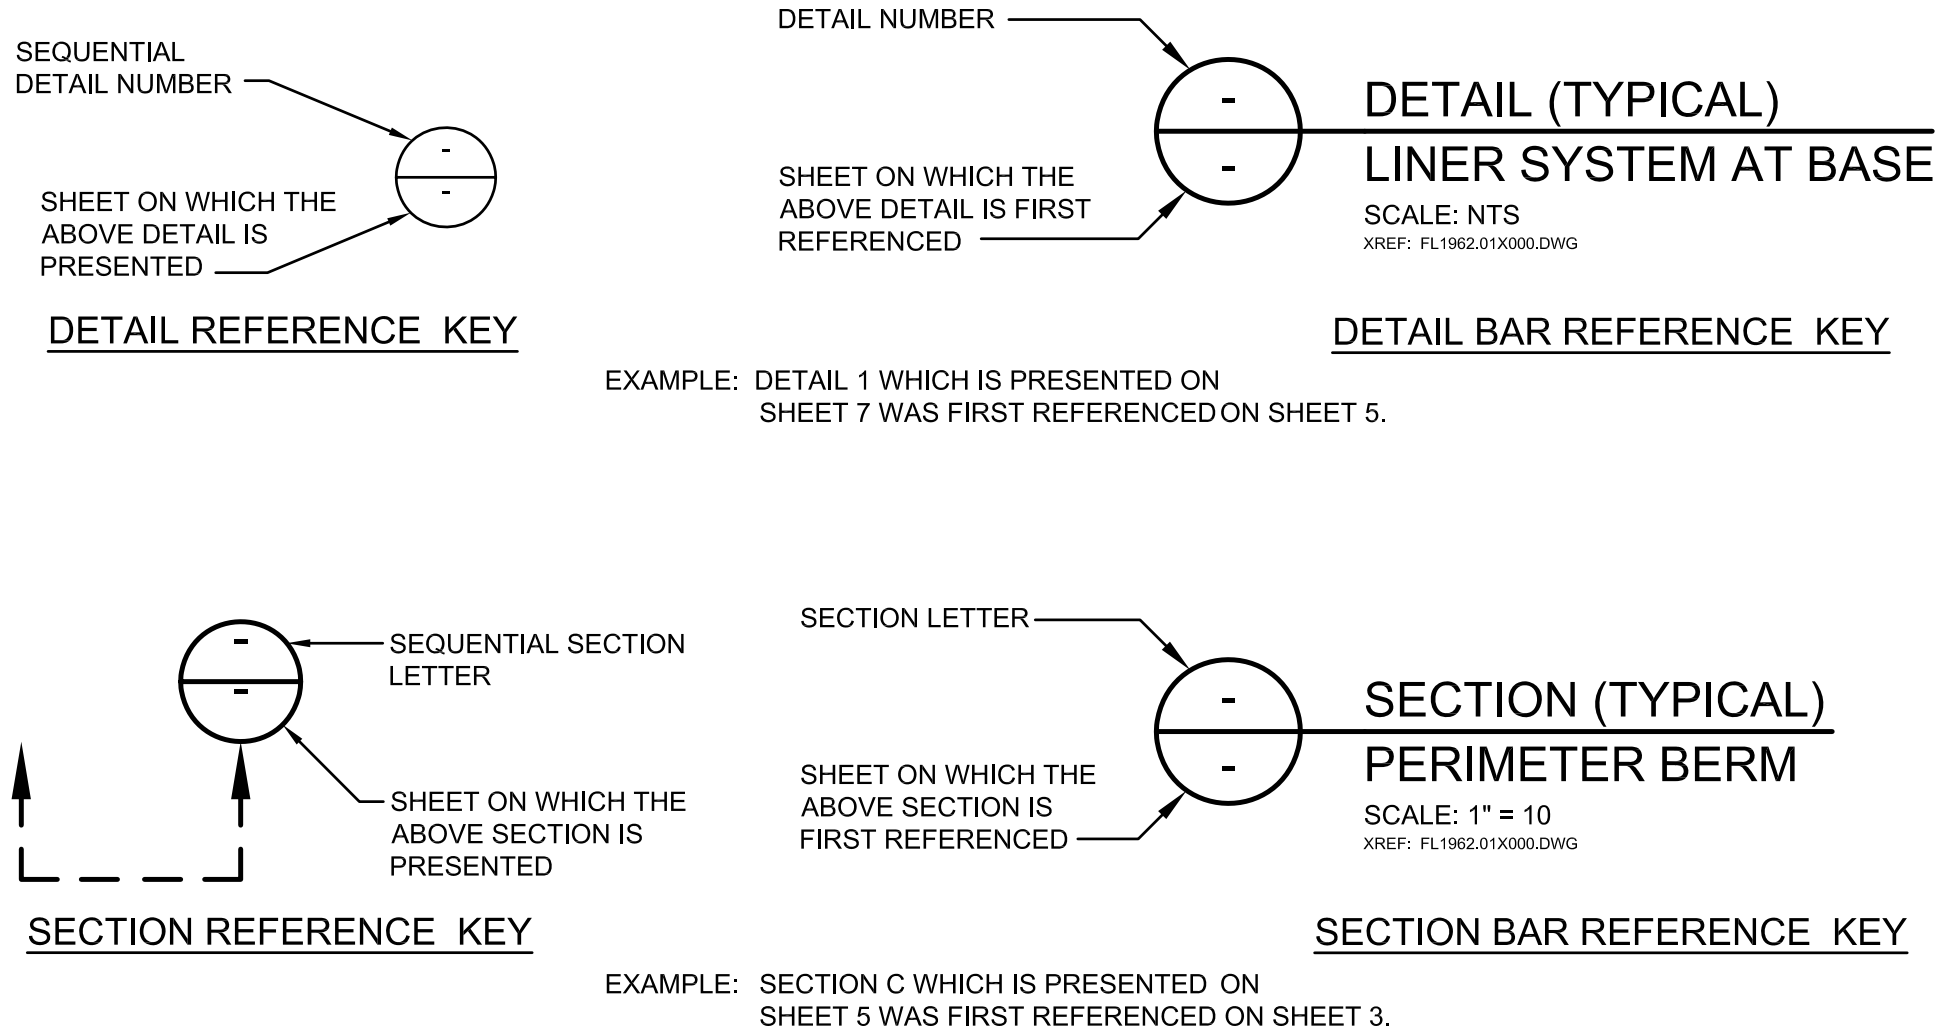 SEQUENTIAL
DETAIL NUMBER
-
-
SHEET ON WHICH THE
ABOVE DETAIL IS
PRESENTED
DETAIL REFERENCE KEY
DETAIL NUMBER
-
-
SHEET ON WHICH THE
ABOVE DETAIL IS FIRST
REFERENCED
DETAIL (TYPICAL)
LINER SYSTEM AT BASE
SCALE: NTS
XREF: FL1962.01X000.DWG
DETAIL BAR REFERENCE KEY
EXAMPLE: DETAIL 1 WHICH IS PRESENTED ON
SHEET 7 WAS FIRST REFERENCED ON SHEET 5.
-
-
SEQUENTIAL SECTION
LETTER
SHEET ON WHICH THE
ABOVE SECTION IS
PRESENTED
SECTION REFERENCE KEY
SECTION LETTER
-
-
SHEET ON WHICH THE
ABOVE SECTION IS
FIRST REFERENCED
SECTION (TYPICAL)
PERIMETER BERM
SCALE: 1" = 10
XREF: FL1962.01X000.DWG
SECTION BAR REFERENCE KEY
EXAMPLE: SECTION C WHICH IS PRESENTED ON
SHEET 5 WAS FIRST REFERENCED ON SHEET 3.